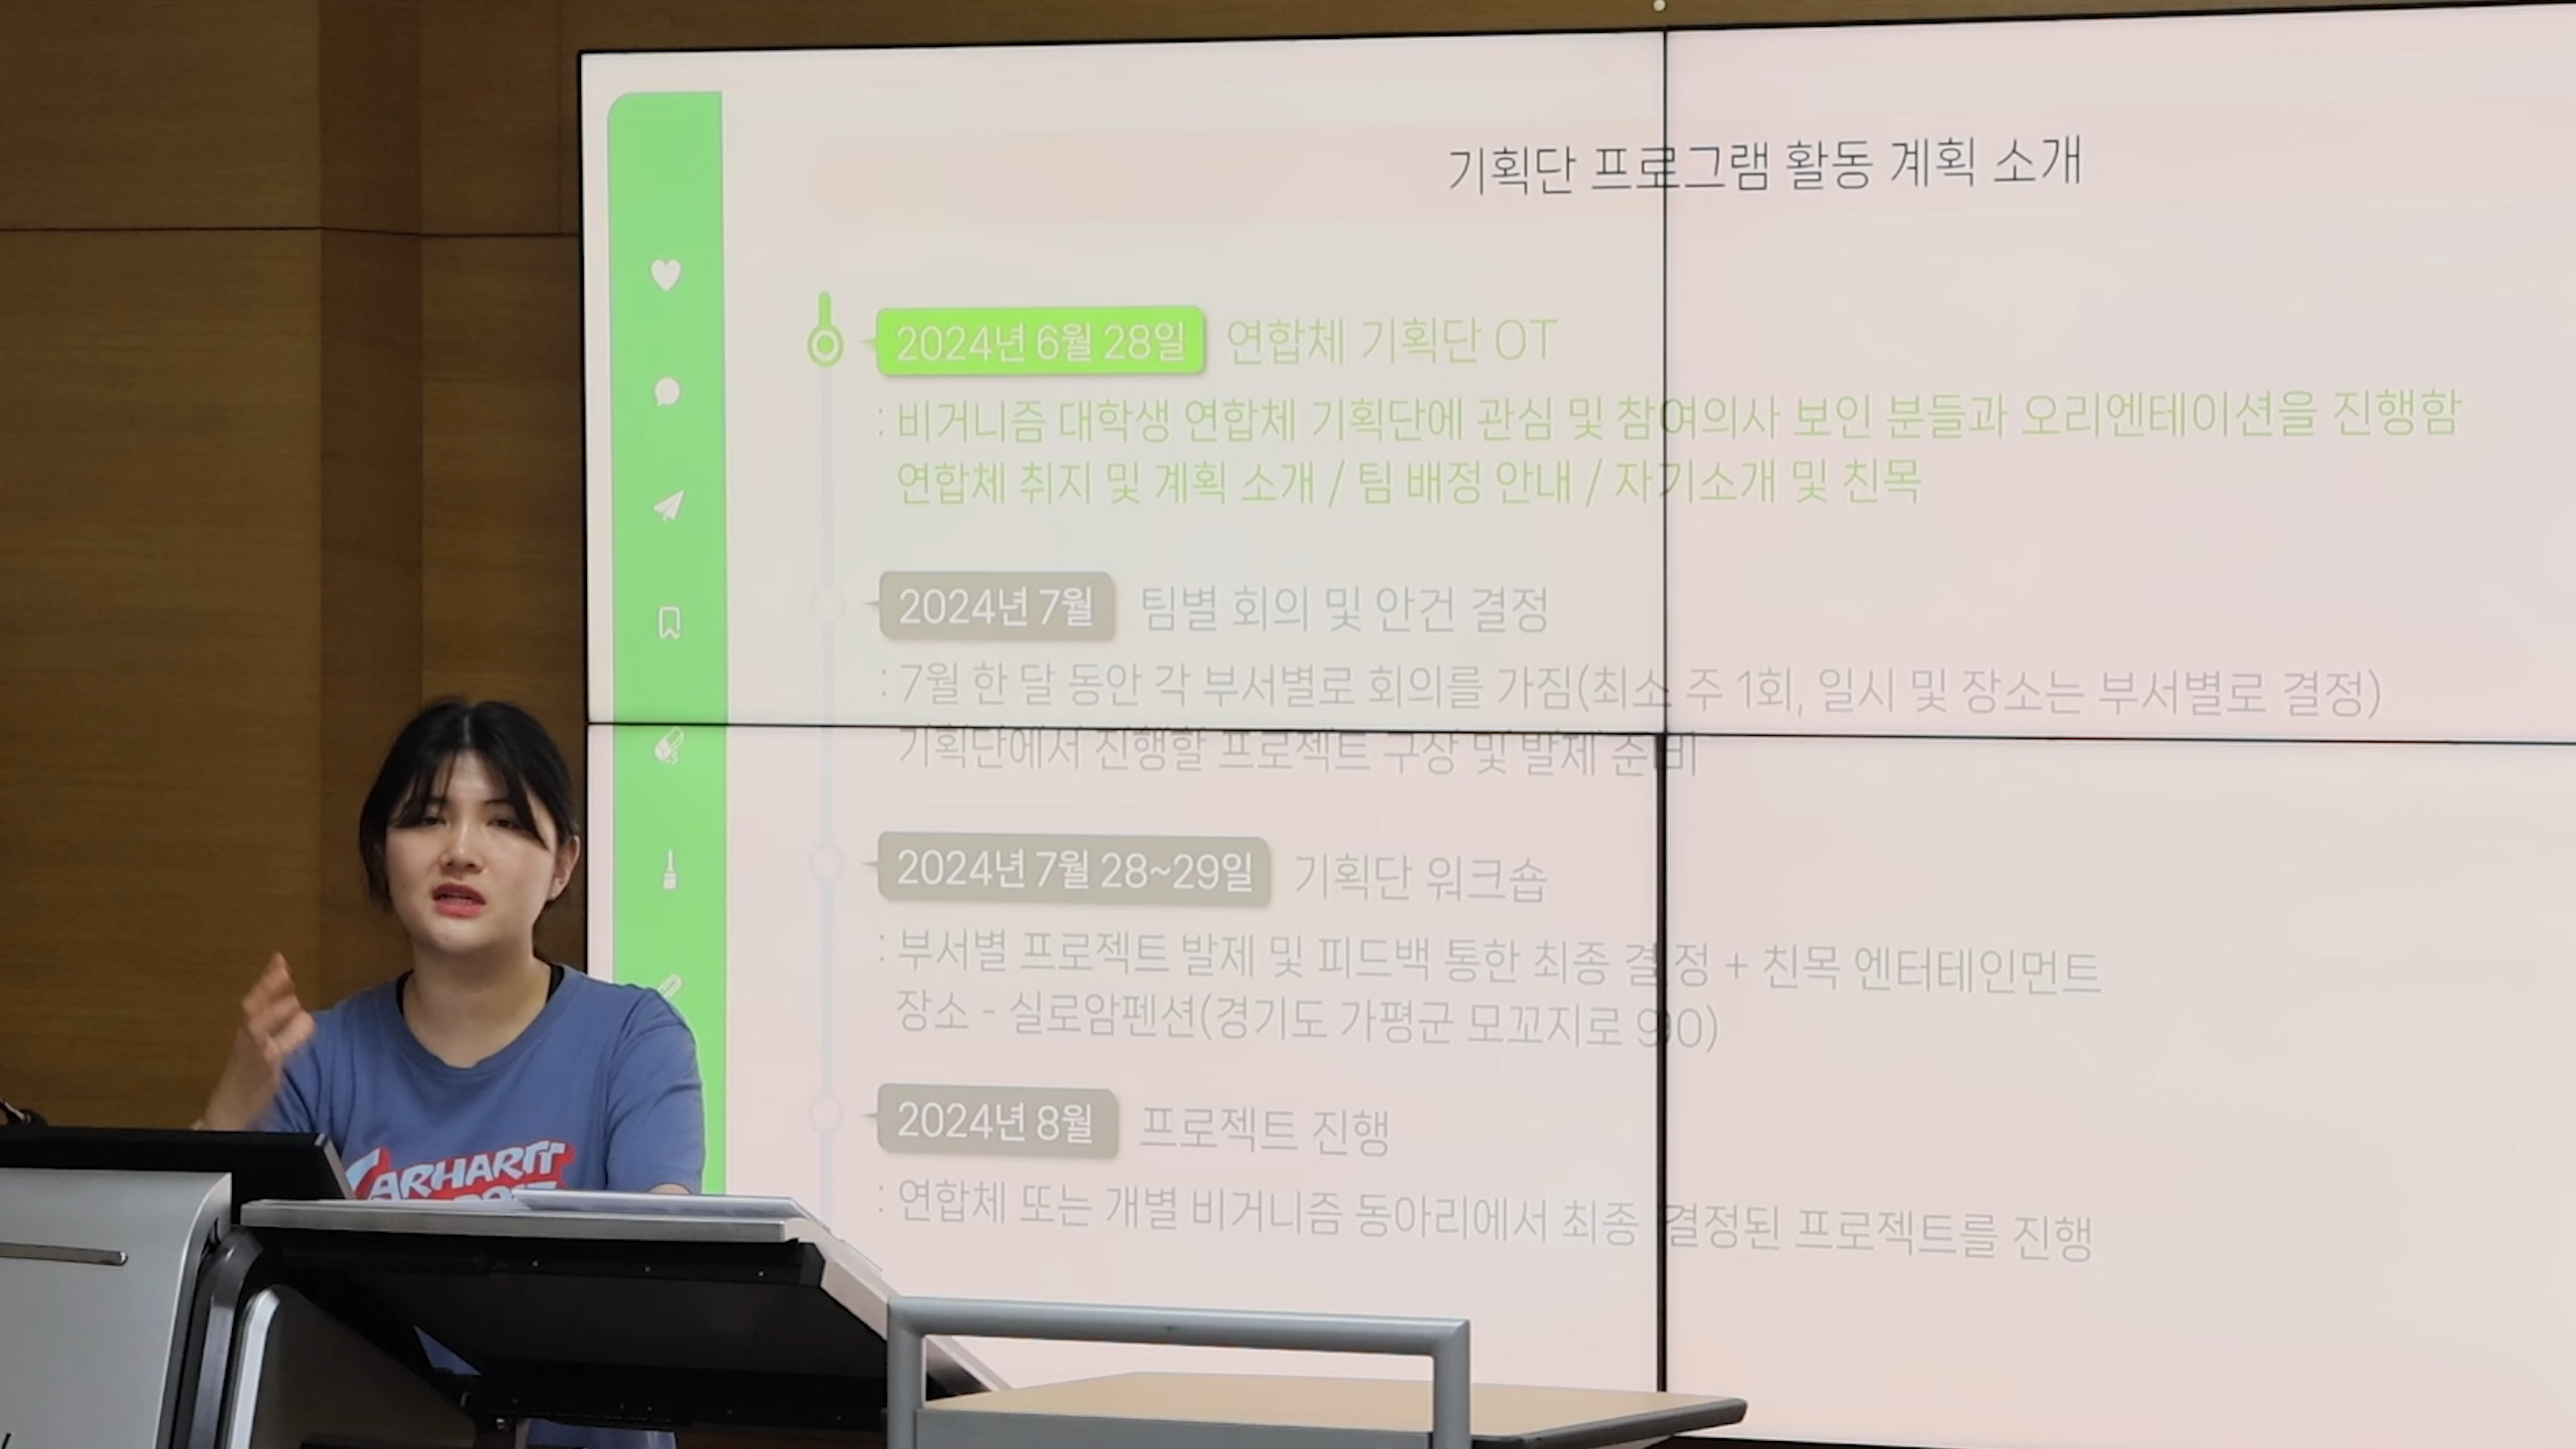 기획단 프로그램 활동 계획 소개
2024년 6월 28일 연합체 기획단 OT
: 비거니즘 대학생 연합체 기획단에 관심 및 참여의사 보인 분들과 오리엔테이션을 진행함
연합체 취지 및 계획 소개 / 팀 배정 안내 / 자기소개 및 친목
2024년 7월 팀별 회의 및 안건 결정
: 7월 한 달 동안 각 부서별로 회의를 가짐(최소 주 1회, 일시 및 장소는 부서별로 결정)
기획단에서 진행할 프로젝트 구상 및 발제 준비
2024년 7월 28~29일 기획단 워크숍
: 부서별 프로젝트 발제 및 피드백 통한 최종 결정 + 친목 엔터테인먼트
장소 - 실로암펜션(경기도 가평군 모꼬지로
2024년 8월 프로젝트 진행
: 연합체 또는 개별 비거니즘 동아리에서 최종 결정된 프로젝트를 진행
CARHARTT